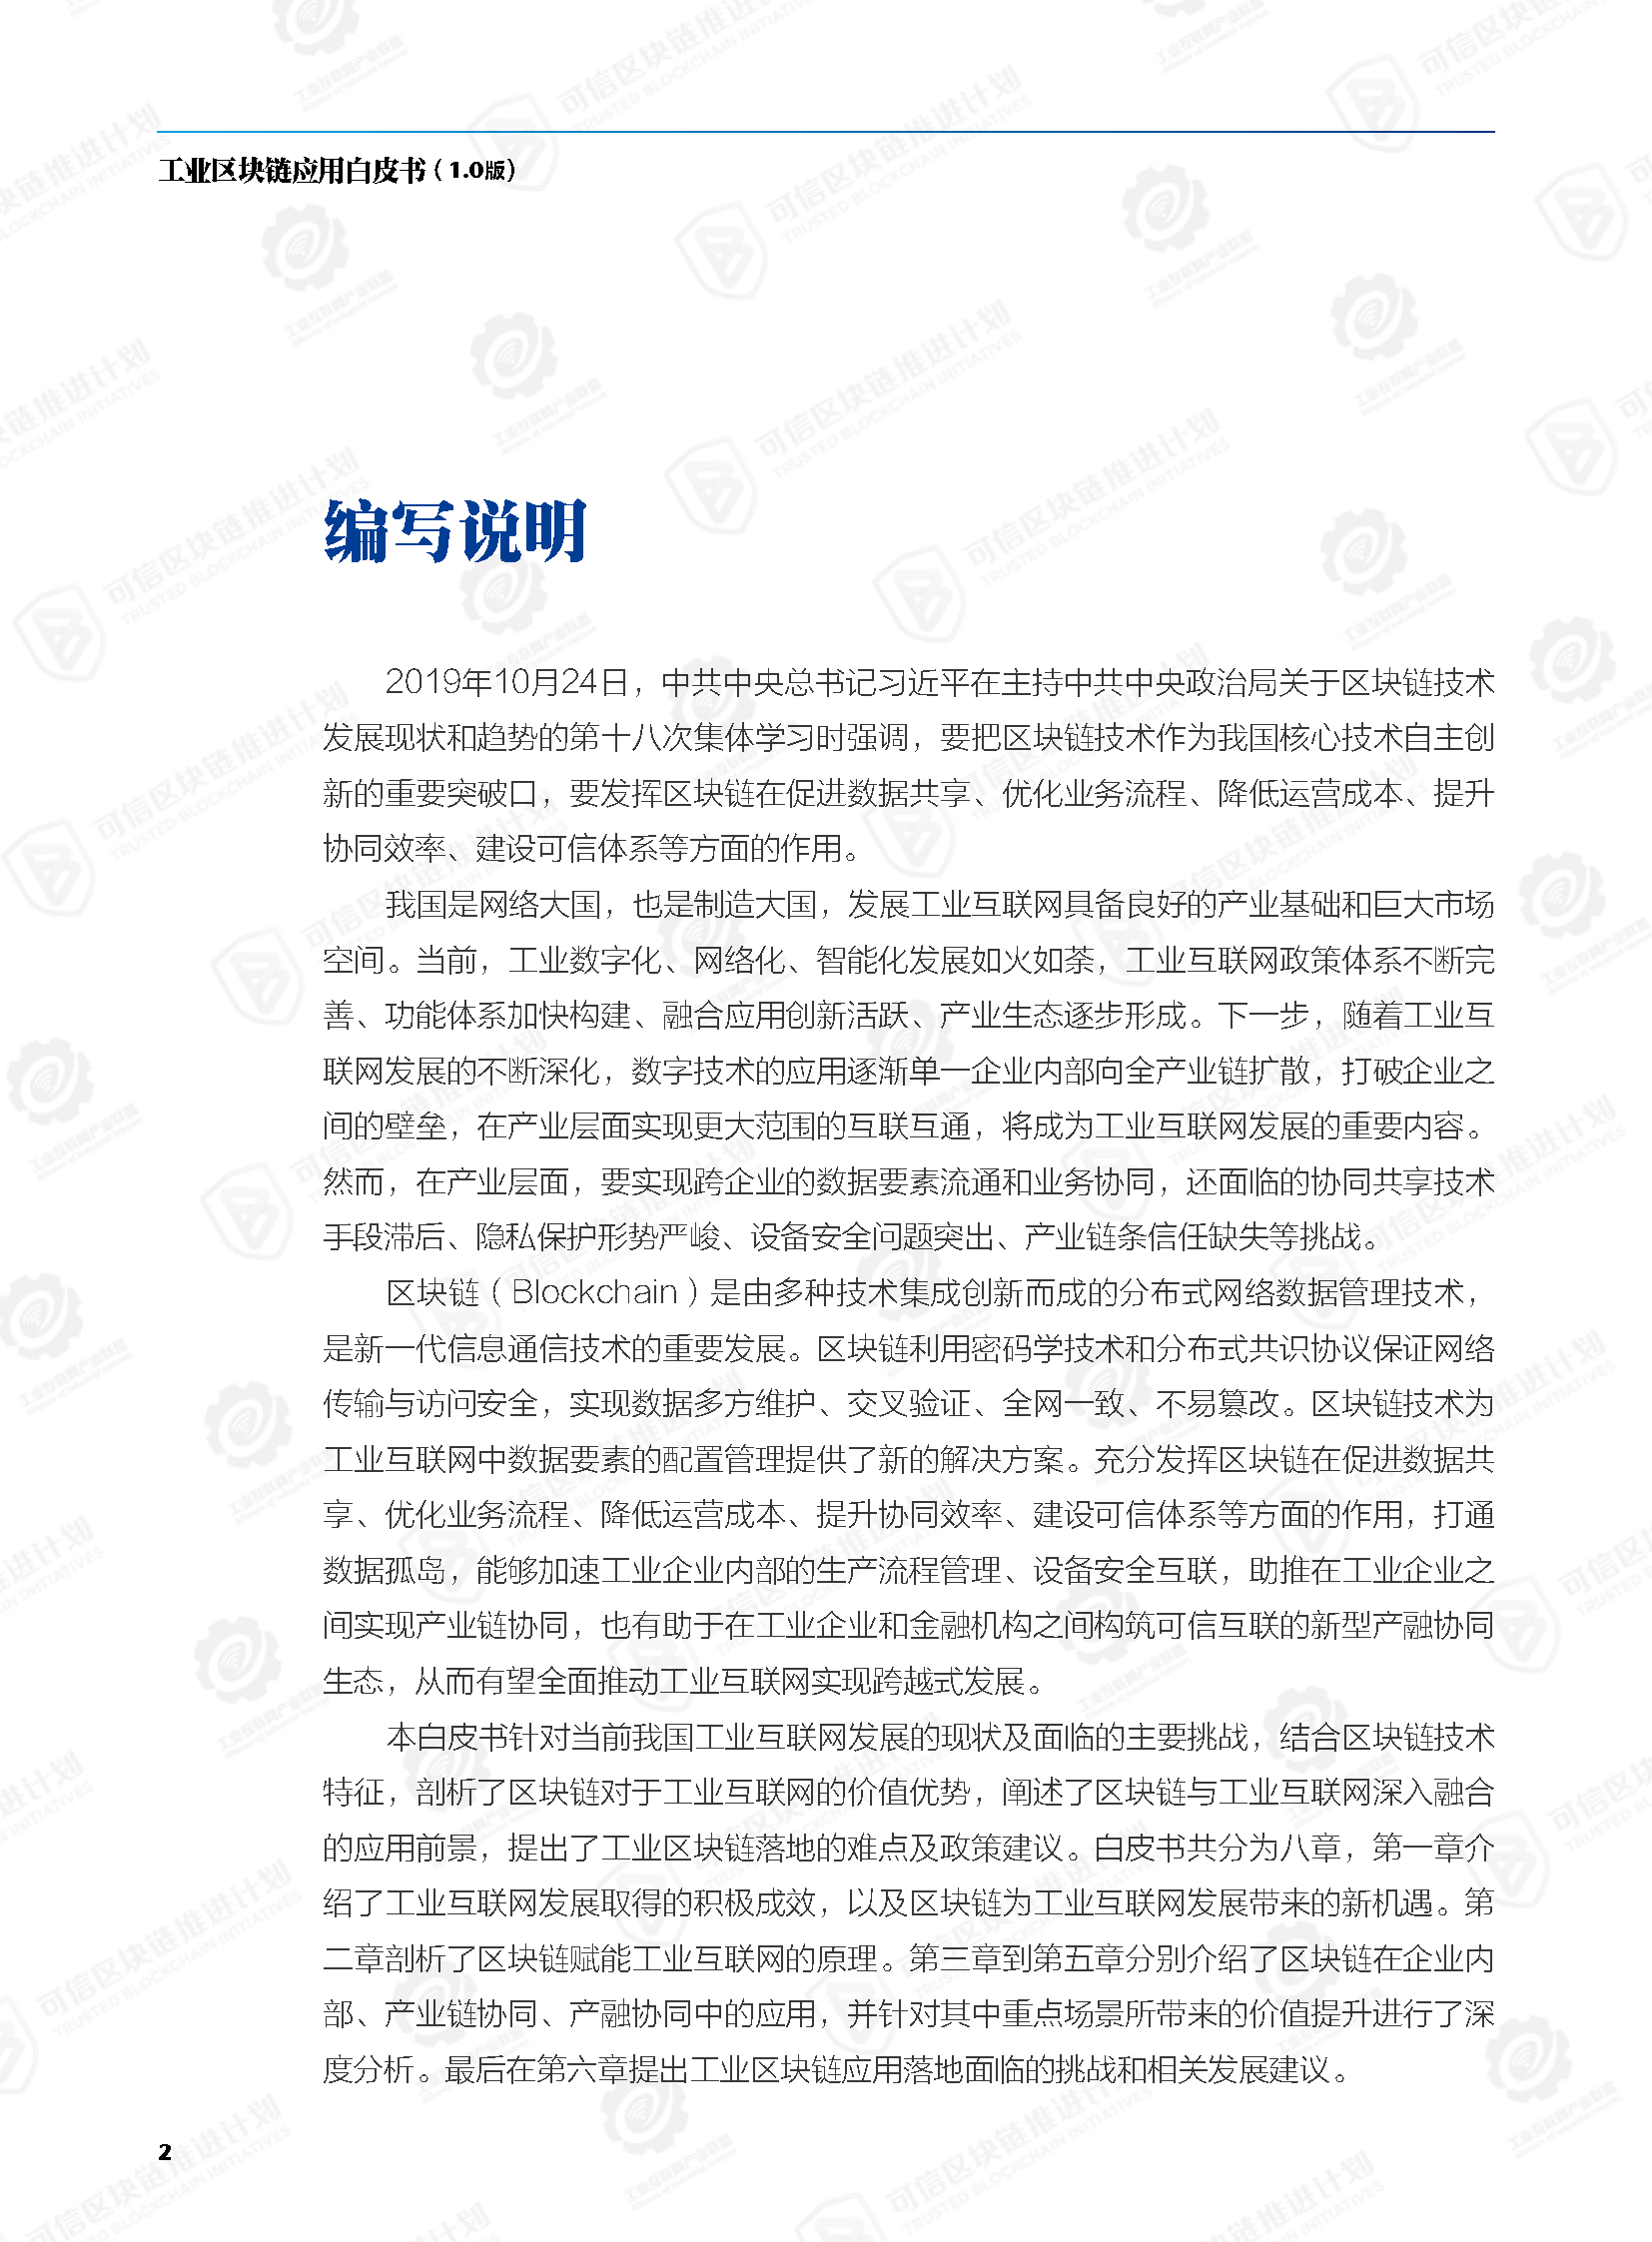 工业区块链应用白皮书（1.0版）
编写说明
2019年10月24日，中共中央总书记习近平在主持中共中央政治局关于区块链技术
发展现状和趋势的第十八次集体学习时强调，要把区块链技术作为我国核心技术自主创
新的重要突破口，要发挥区块链在促进数据共享、优化业务流程、降低运营成本、提升
协同效率、建设可信体系等方面的作用。
我国是网络大国，也是制造大国，发展工业互联网具备良好的产业基础和巨大市场
空间。当前，工业数字化、网络化、智能化发展如火如荼，工业互联网政策体系不断完
善、功能体系加快构建、融合应用创新活跃、产业生态逐步形成。下一步，随着工业互
联网发展的不断深化，数字技术的应用逐渐单一企业内部向全产业链扩散，打破企业之
间的壁垒，在产业层面实现更大范围的互联互通，将成为工业互联网发展的重要内容。
然而，在产业层面，要实现跨企业的数据要素流通和业务协同，还面临的协同共享技术
手段滞后、隐私保护形势严峻、设备安全问题突出、产业链条信任缺失等挑战。
区块链（Blockchain）是由多种技术集成创新而成的分布式网络数据管理技术，
是新一代信息通信技术的重要发展。区块链利用密码学技术和分布式共识协议保证网络
传输与访问安全，实现数据多方维护、交叉验证、全网一致、不易篡改。区块链技术为
工业互联网中数据要素的配置管理提供了新的解决方案。充分发挥区块链在促进数据共
享、优化业务流程、降低运营成本、提升协同效率、建设可信体系等方面的作用，打通
数据孤岛，能够加速工业企业内部的生产流程管理、设备安全互联，助推在工业企业之
间实现产业链协同，也有助于在工业企业和金融机构之间构筑可信互联的新型产融协同
生态，从而有望全面推动工业互联网实现跨越式发展。
本白皮书针对当前我国工业互联网发展的现状及面临的主要挑战，结合区块链技术
特征，剖析了区块链对于工业互联网的价值优势，阐述了区块链与工业互联网深入融合
的应用前景，提出了工业区块链落地的难点及政策建议。白皮书共分为八章，第一章介
绍了工业互联网发展取得的积极成效，以及区块链为工业互联网发展带来的新机遇。第
二章剖析了区块链赋能工业互联网的原理。第三章到第五章分别介绍了区块链在企业内
部、产业链协同、产融协同中的应用，并针对其中重点场景所带来的价值提升进行了深
度分析。最后在第六章提出工业区块链应用落地面临的挑战和相关发展建议。
2